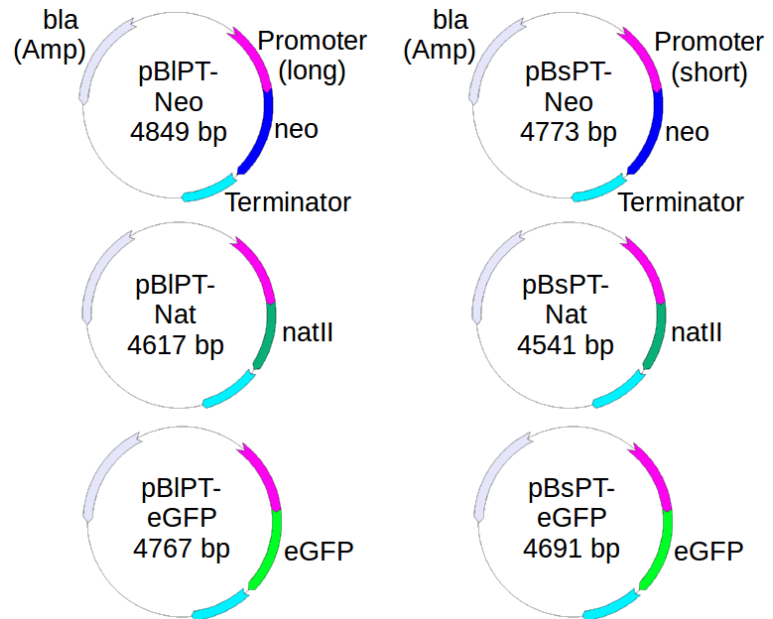 bla
(Amp)
pBlPT-
Neo
4849 bp
Promoter
(long)
neo
Terminator
bla
(Amp)
pBsPT-
Neo
4773 bp
Promoter
(short)
neo
Terminator
pBlPT-
Nat
4617 bp
natII
pBsPT-
Nat
4541 bp
natII
pBlPT-
eGFP
4767 bp
eGFP
pBsPT-
eGFP
4691 bp
eGFP